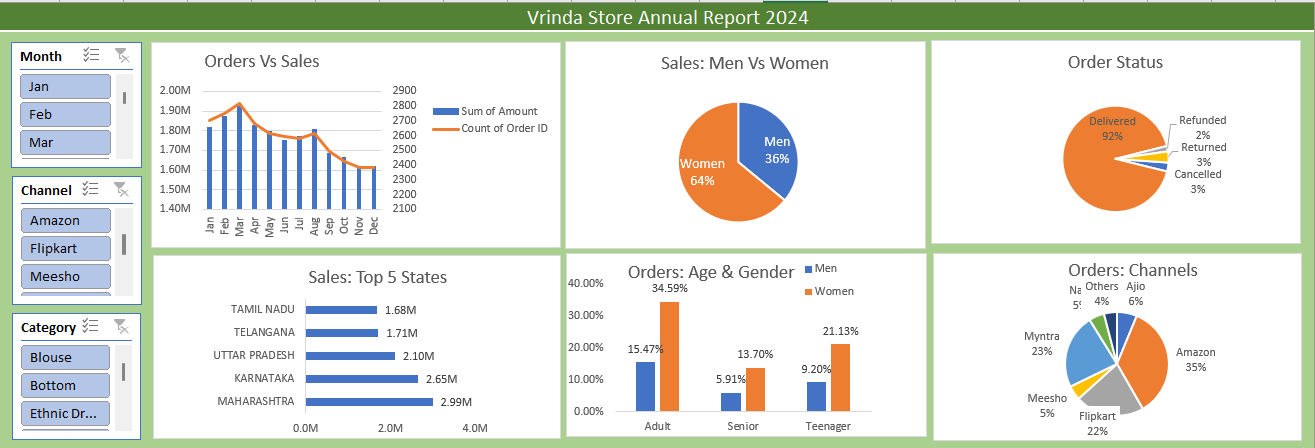 Vrinda Store Annual Report 2024
Month
Jan
Feb
Mar
Channel
Amazon
Flipkart
Meesho
Category
Blouse
Bottom
Ethnic Dr...
Orders Vs Sales
2.00M
1.90M
1.80M
1.70M
1.60M
1.50M
1.40M
2900
2800
2700
2600
2500
2400
2300
2200
2100
Jan
Feb
Mar
Apr
May
Jun
Jul
Aug
Sep
Oct
Nov
Dec
Sum of Amount
Count of Order ID
Sales: Men Vs Women
Men
36%
Women
64%
Order Status
Delivered
92%
Refunded
2%
Returned
3%
Cancelled
3%
Sales: Top 5 States
TAMIL NADU 1.68M
TELANGANA 1.71M
UTTAR PRADESH 2.10M
KARNATAKA 2.65M
MAHARASHTRA 2.99M
0.0M 2.0M 4.0M
Orders: Age & Gender
Men
Women
40.00%
30.00%
20.00%
10.00%
0.00%
15.47%
34.59%
5.91%
13.70%
9.20%
21.13%
Adult Senior Teenager
Orders: Channels
Na
5%
Others
4%
Ajio
6%
Amazon
35%
Flipkart
22%
Meesho
5%
Myntra
23%